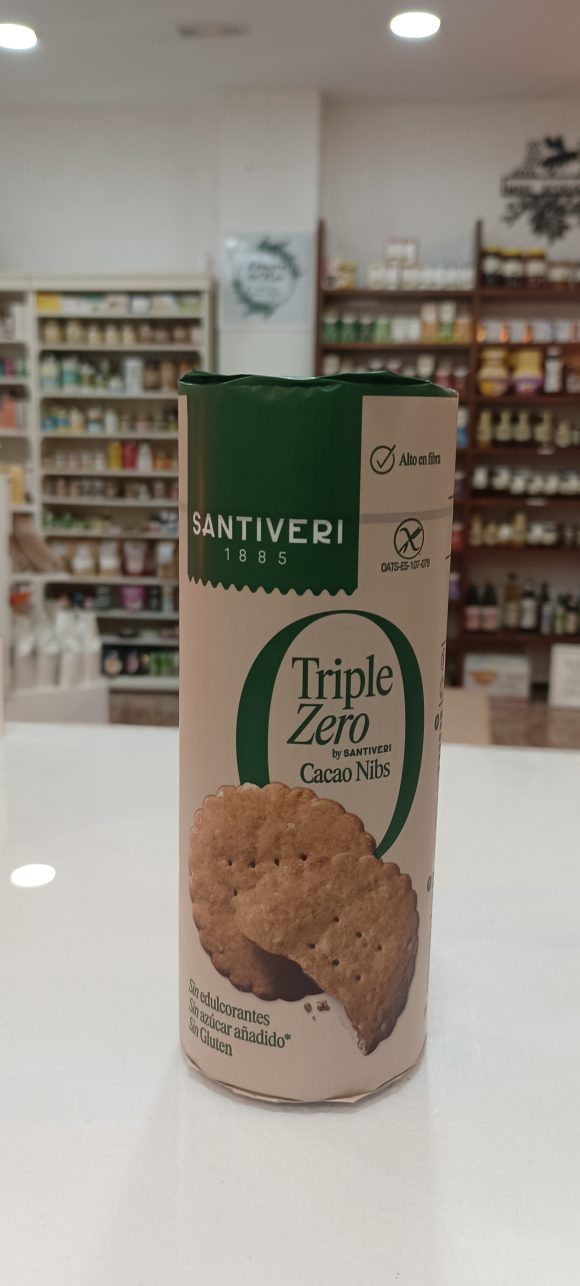 SANTIVERI
1885
Alto en fibra
OATS-ES-107-078
Triple
Zero
by SANTIVERI
Cacao Nibs
Sin edulcorantes
Sin azúcar añadido*
Sin Gluten